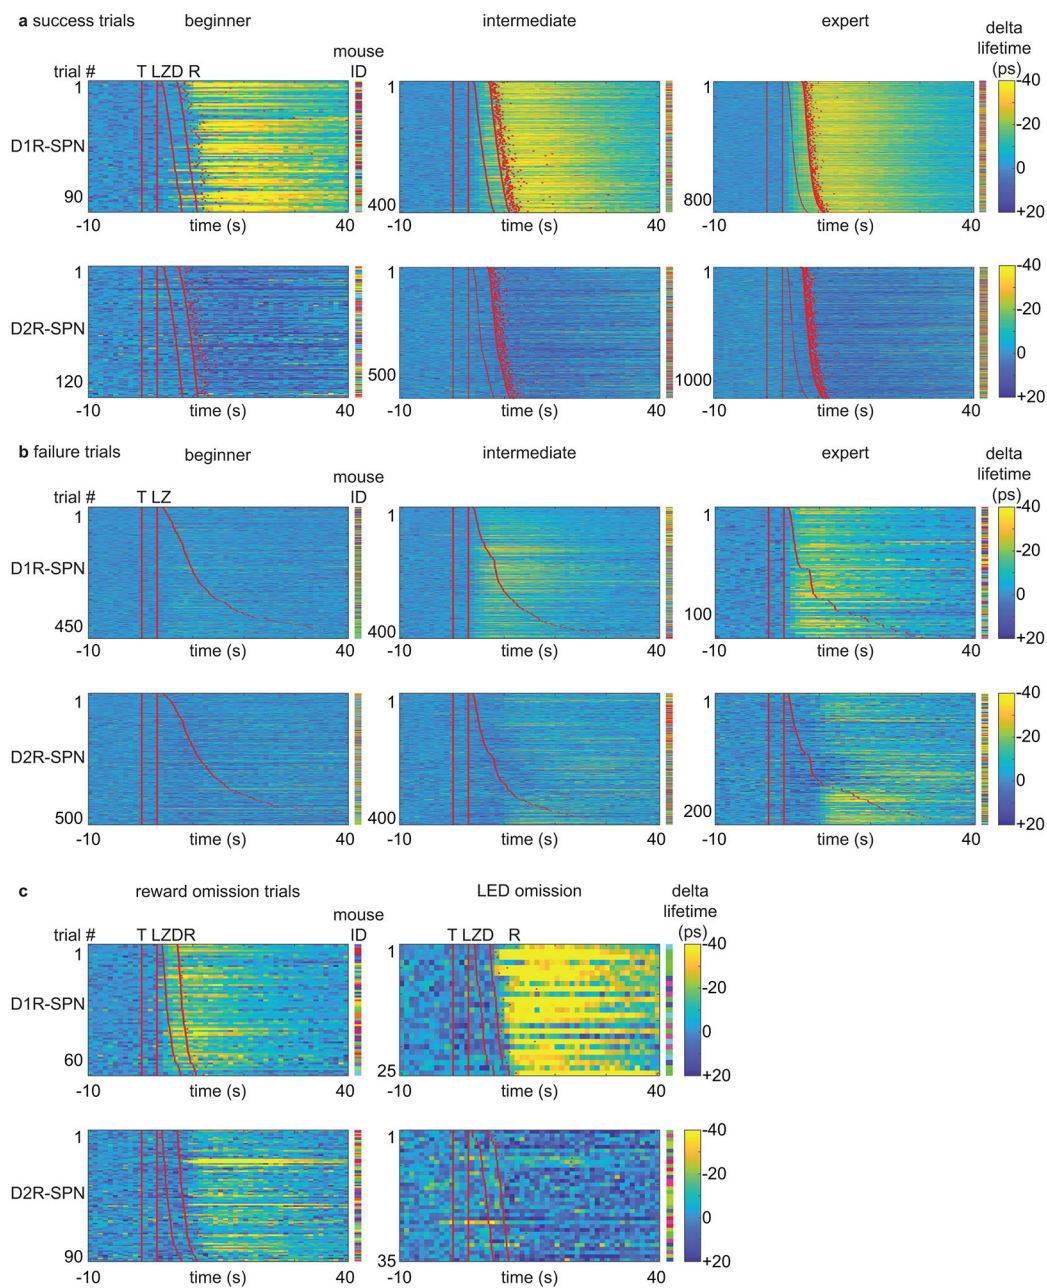 a success trials beginner intermediate expert delta lifetime (ps)
trial # T LZD R mouse ID
D1R-SPN
1
90
-10 time (s) 40
1
400
-10 time (s) 40
1
800
-10 time (s) 40
-40
-20
0
+20
D2R-SPN
1
120
-10 time (s) 40
1
500
-10 time (s) 40
1
1000
-10 time (s) 40
-40
-20
0
+20
b failure trials beginner intermediate expert delta lifetime (ps)
trial # T LZ mouse ID
D1R-SPN
1
450
-10 time (s) 40
1
400
-10 time (s) 40
1
100
-10 time (s) 40
-40
-20
0
+20
D2R-SPN
1
500
-10 time (s) 40
1
400
-10 time (s) 40
1
200
-10 time (s) 40
-40
-20
0
+20
c reward omission trials LED omission delta lifetime (ps)
trial # T LZDR mouse ID T LZD R
D1R-SPN
1
60
-10 time (s) 40
1
25
-10 time (s) 40
-40
-20
0
+20
D2R-SPN
1
90
-10 time (s) 40
1
35
-10 time (s) 40
-40
-20
0
+20